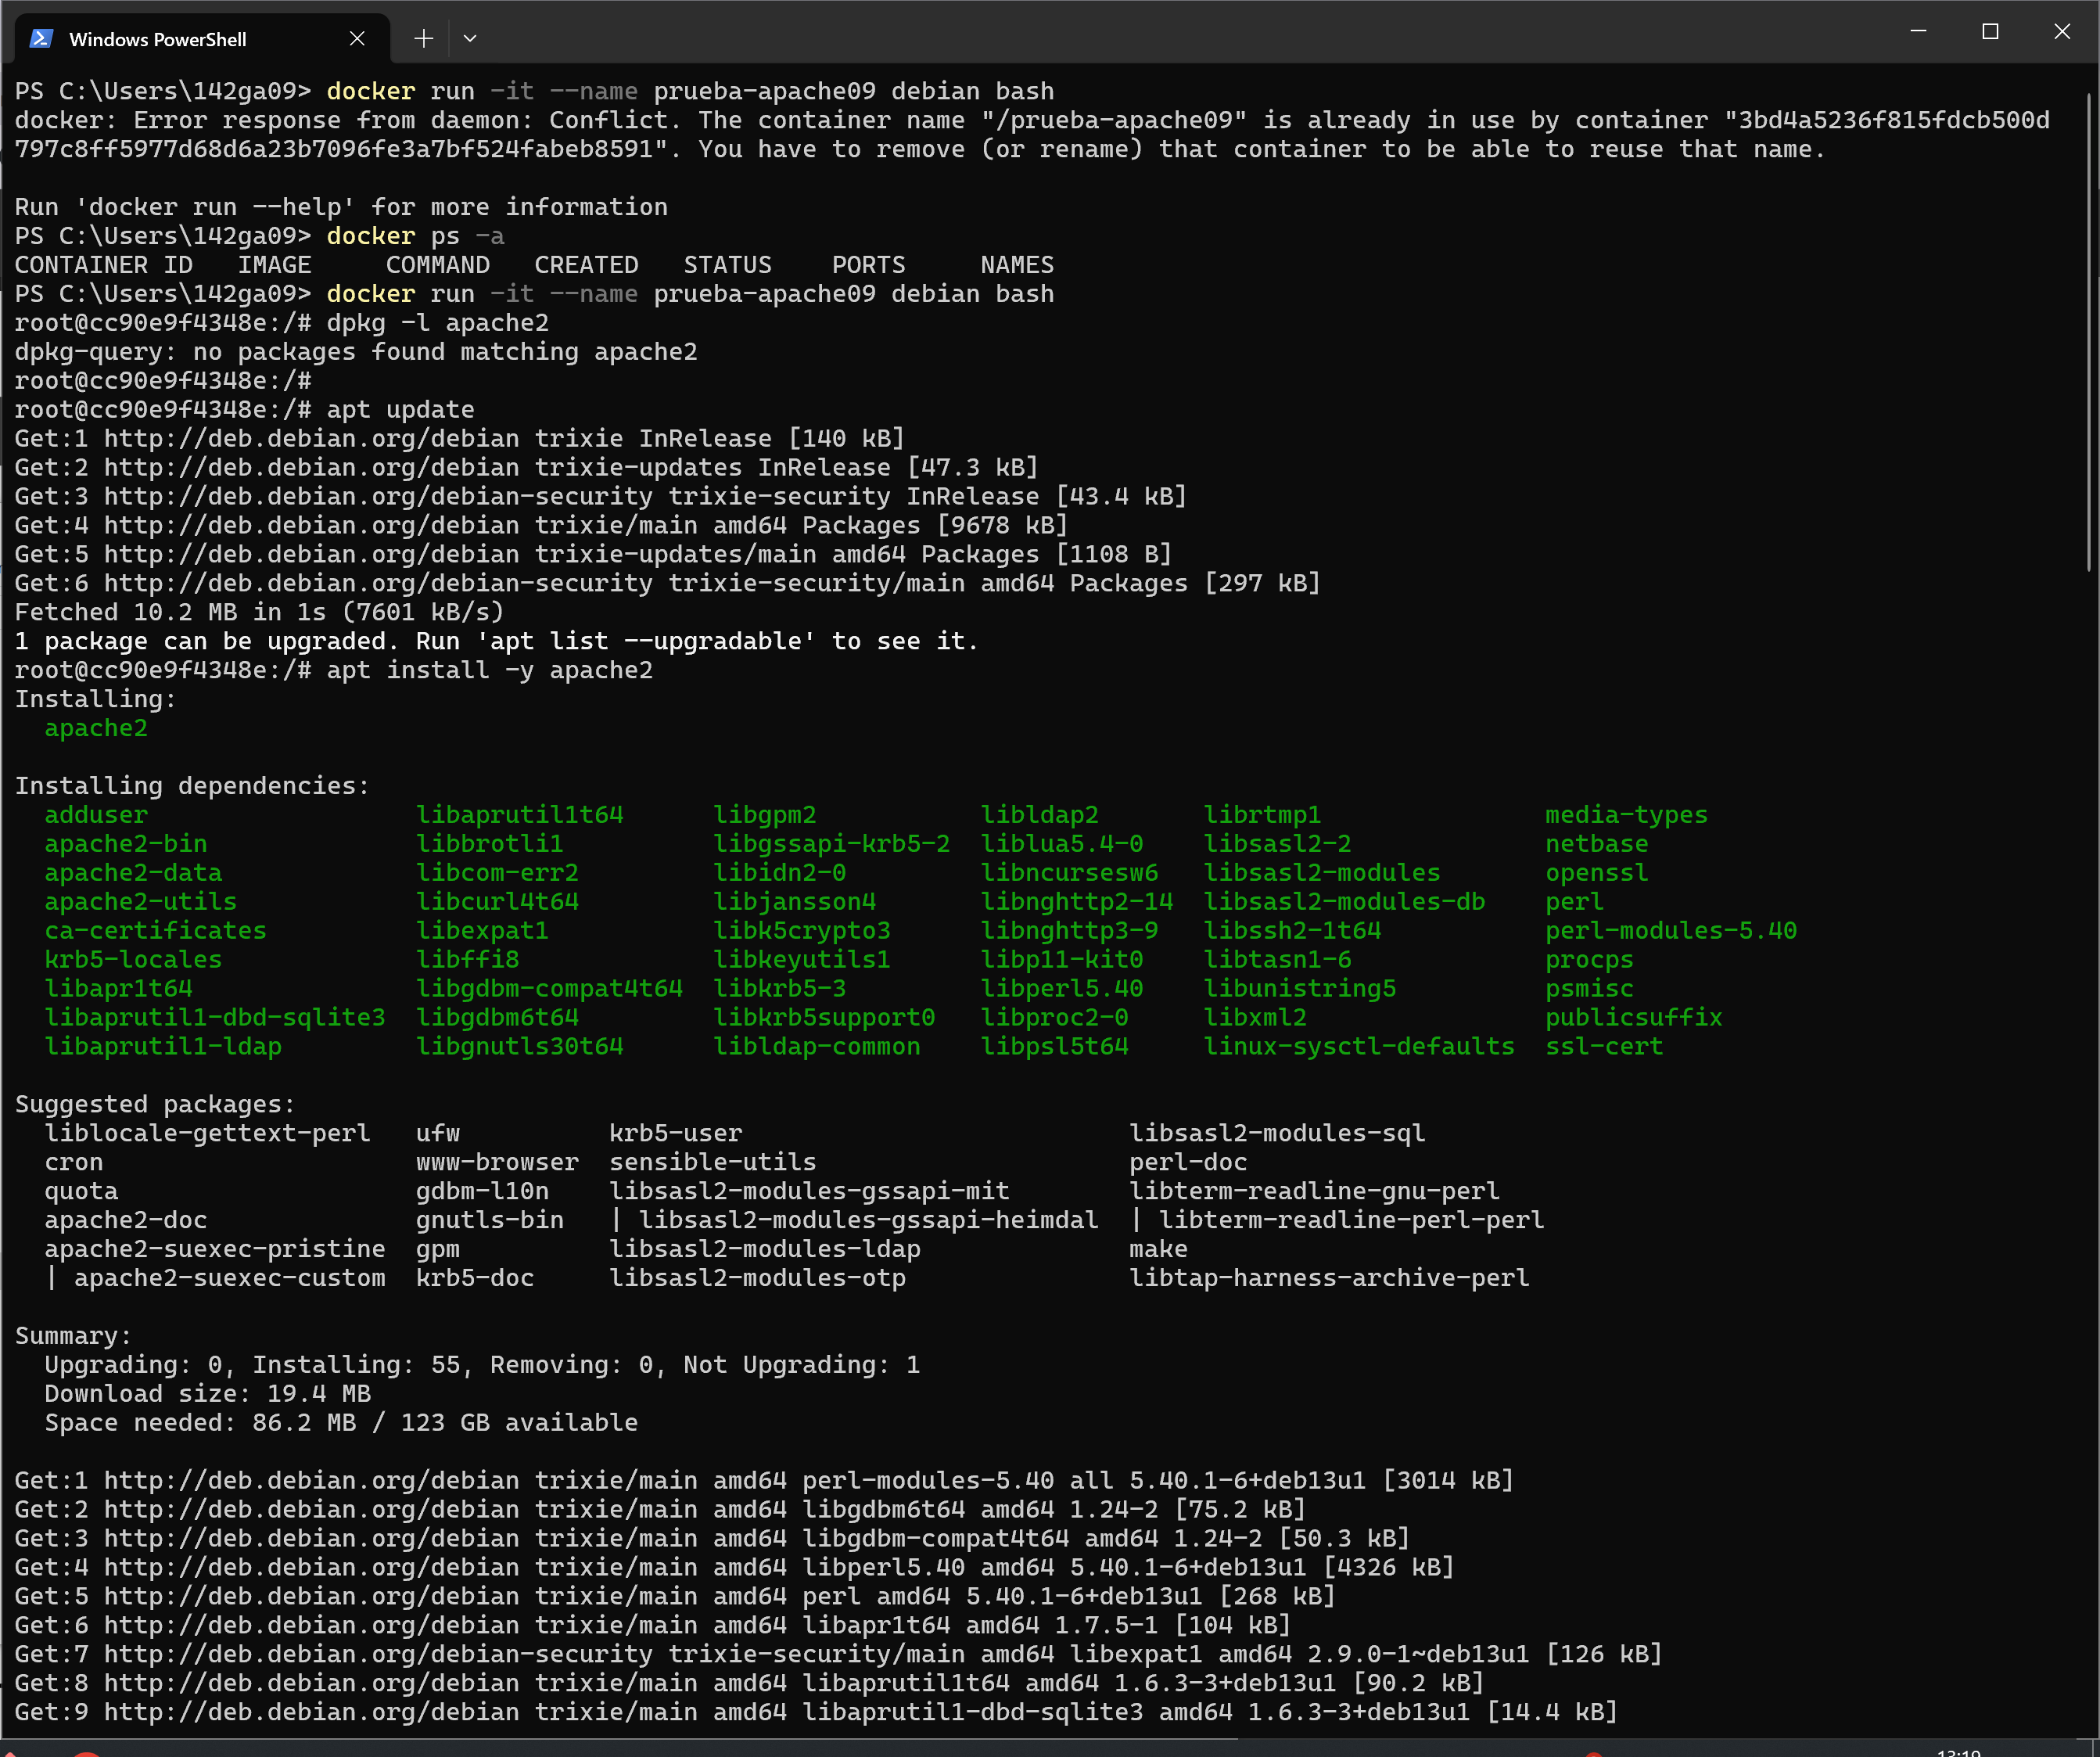 Windows PowerShell
PS C:\Users\142ga09> docker run -it --name prueba-apache09 debian bash
docker: Error response from daemon: Conflict. The container name "/prueba-apache09" is already in use by container "3bd4a5236f815fdcb500d
797c8ff5977d68d6a23b7096fe3a7bf524fabeb8591". You have to remove (or rename) that container to be able to reuse that name.
Run 'docker run --help' for more information
PS C:\Users\142ga09> docker ps -a
CONTAINER ID   IMAGE     COMMAND   CREATED   STATUS    PORTS     NAMES
PS C:\Users\142ga09> docker run -it --name prueba-apache09 debian bash
root@cc90e9f4348e:/# dpkg -l apache2
dpkg-query: no packages found matching apache2
root@cc90e9f4348e:/#
root@cc90e9f4348e:/# apt update
Get:1 http://deb.debian.org/debian trixie InRelease [140 kB]
Get:2 http://deb.debian.org/debian trixie-updates InRelease [47.3 kB]
Get:3 http://deb.debian.org/debian-security trixie-security InRelease [43.4 kB]
Get:4 http://deb.debian.org/debian trixie/main amd64 Packages [9678 kB]
Get:5 http://deb.debian.org/debian trixie-updates/main amd64 Packages [1108 B]
Get:6 http://deb.debian.org/debian-security trixie-security/main amd64 Packages [297 kB]
Fetched 10.2 MB in 1s (7601 kB/s)
1 package can be upgraded. Run 'apt list --upgradable' to see it.
root@cc90e9f4348e:/# apt install -y apache2
Installing:
  apache2
Installing dependencies:
  adduser                  libaprutil1t64      libgpm2           libldap2       librtmp1               media-types
  apache2-bin              libbrotli1          libgssapi-krb5-2  liblua5.4-0    libsasl2-2             netbase
  apache2-data             libcom-err2         libidn2-0         libncursesw6   libsasl2-modules       openssl
  apache2-utils            libcurl4t64         libjansson4       libnghttp2-14  libsasl2-modules-db    perl
  ca-certificates          libexpat1           libk5crypto3      libnghttp3-9   libssh2-1t64           perl-modules-5.40
  krb5-locales             libffi8             libkeyutils1      libp11-kit0    libtasn1-6             procps
  libapr1t64               libgdbm-compat4t64  libkrb5-3         libperl5.40    libunistring5          psmisc
  libaprutil1-dbd-sqlite3  libgdbm6t64         libkrb5support0   libproc2-0     libxml2                publicsuffix
  libaprutil1-ldap         libgnutls30t64      libldap-common    libpsl5t64     linux-sysctl-defaults  ssl-cert
Suggested packages:
  liblocale-gettext-perl   ufw          krb5-user                          libsasl2-modules-sql
  cron                     www-browser  sensible-utils                     perl-doc
  quota                    gdbm-l10n    libsasl2-modules-gssapi-mit        libterm-readline-gnu-perl
  apache2-doc              gnutls-bin   | libsasl2-modules-gssapi-heimdal  | libterm-readline-perl-perl
  apache2-suexec-pristine  gpm          libsasl2-modules-ldap              make
  | apache2-suexec-custom  krb5-doc     libsasl2-modules-otp               libtap-harness-archive-perl
Summary:
  Upgrading: 0, Installing: 55, Removing: 0, Not Upgrading: 1
  Download size: 19.4 MB
  Space needed: 86.2 MB / 123 GB available
Get:1 http://deb.debian.org/debian trixie/main amd64 perl-modules-5.40 all 5.40.1-6+deb13u1 [3014 kB]
Get:2 http://deb.debian.org/debian trixie/main amd64 libgdbm6t64 amd64 1.24-2 [75.2 kB]
Get:3 http://deb.debian.org/debian trixie/main amd64 libgdbm-compat4t64 amd64 1.24-2 [50.3 kB]
Get:4 http://deb.debian.org/debian trixie/main amd64 libperl5.40 amd64 5.40.1-6+deb13u1 [4326 kB]
Get:5 http://deb.debian.org/debian trixie/main amd64 perl amd64 5.40.1-6+deb13u1 [268 kB]
Get:6 http://deb.debian.org/debian trixie/main amd64 libapr1t64 amd64 1.7.5-1 [104 kB]
Get:7 http://deb.debian.org/debian-security trixie-security/main amd64 libexpat1 amd64 2.9.0-1~deb13u1 [126 kB]
Get:8 http://deb.debian.org/debian trixie/main amd64 libaprutil1t64 amd64 1.6.3-3+deb13u1 [90.2 kB]
Get:9 http://deb.debian.org/debian trixie/main amd64 libaprutil1-dbd-sqlite3 amd64 1.6.3-3+deb13u1 [14.4 kB]